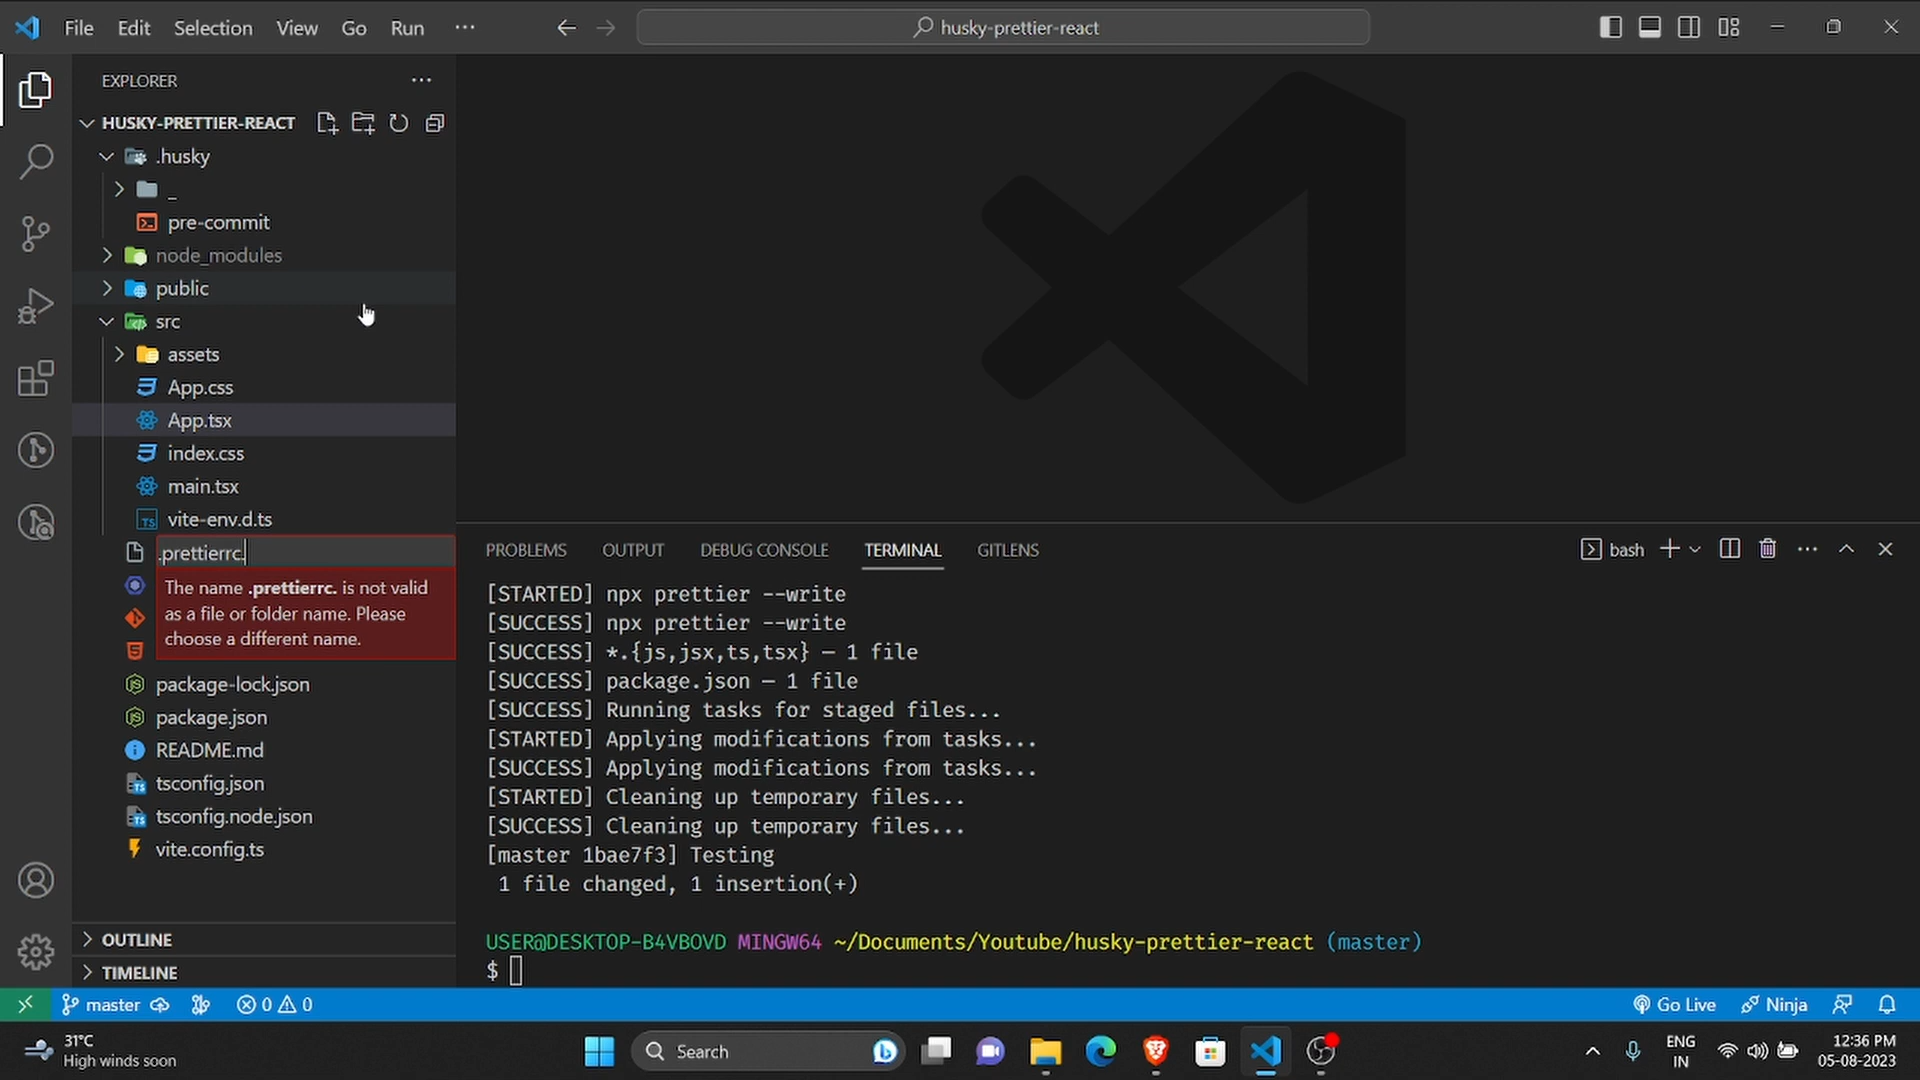 File Edit Selection View Go Run ···
husky-prettier-react
EXPLORER
HUSKY-PRETTIER-REACT
.husky
_
pre-commit
node_modules
public
src
assets
App.css
App.tsx
index.css
main.tsx
vite-env.d.ts
.prettierrc.
The name .prettierrc. is not valid
as a file or folder name. Please
choose a different name.
package-lock.json
package.json
README.md
tsconfig.json
tsconfig.node.json
vite.config.ts
OUTLINE
TIMELINE
PROBLEMS OUTPUT DEBUG CONSOLE TERMINAL GITLENS
bash
[STARTED] npx prettier --write
[SUCCESS] npx prettier --write
[SUCCESS] *.{js,jsx,ts,tsx} — 1 file
[SUCCESS] package.json — 1 file
[SUCCESS] Running tasks for staged files...
[STARTED] Applying modifications from tasks...
[SUCCESS] Applying modifications from tasks...
[STARTED] Cleaning up temporary files...
[SUCCESS] Cleaning up temporary files...
[master 1bae7f3] Testing
1 file changed, 1 insertion(+)
USER@DESKTOP-B4VBOVD MINGW64 ~/Documents/Youtube/husky-prettier-react (master)
$
master 0 0 Go Live Ninja
31°C
High winds soon
Search
ENG
IN
12:36 PM
05-08-2023